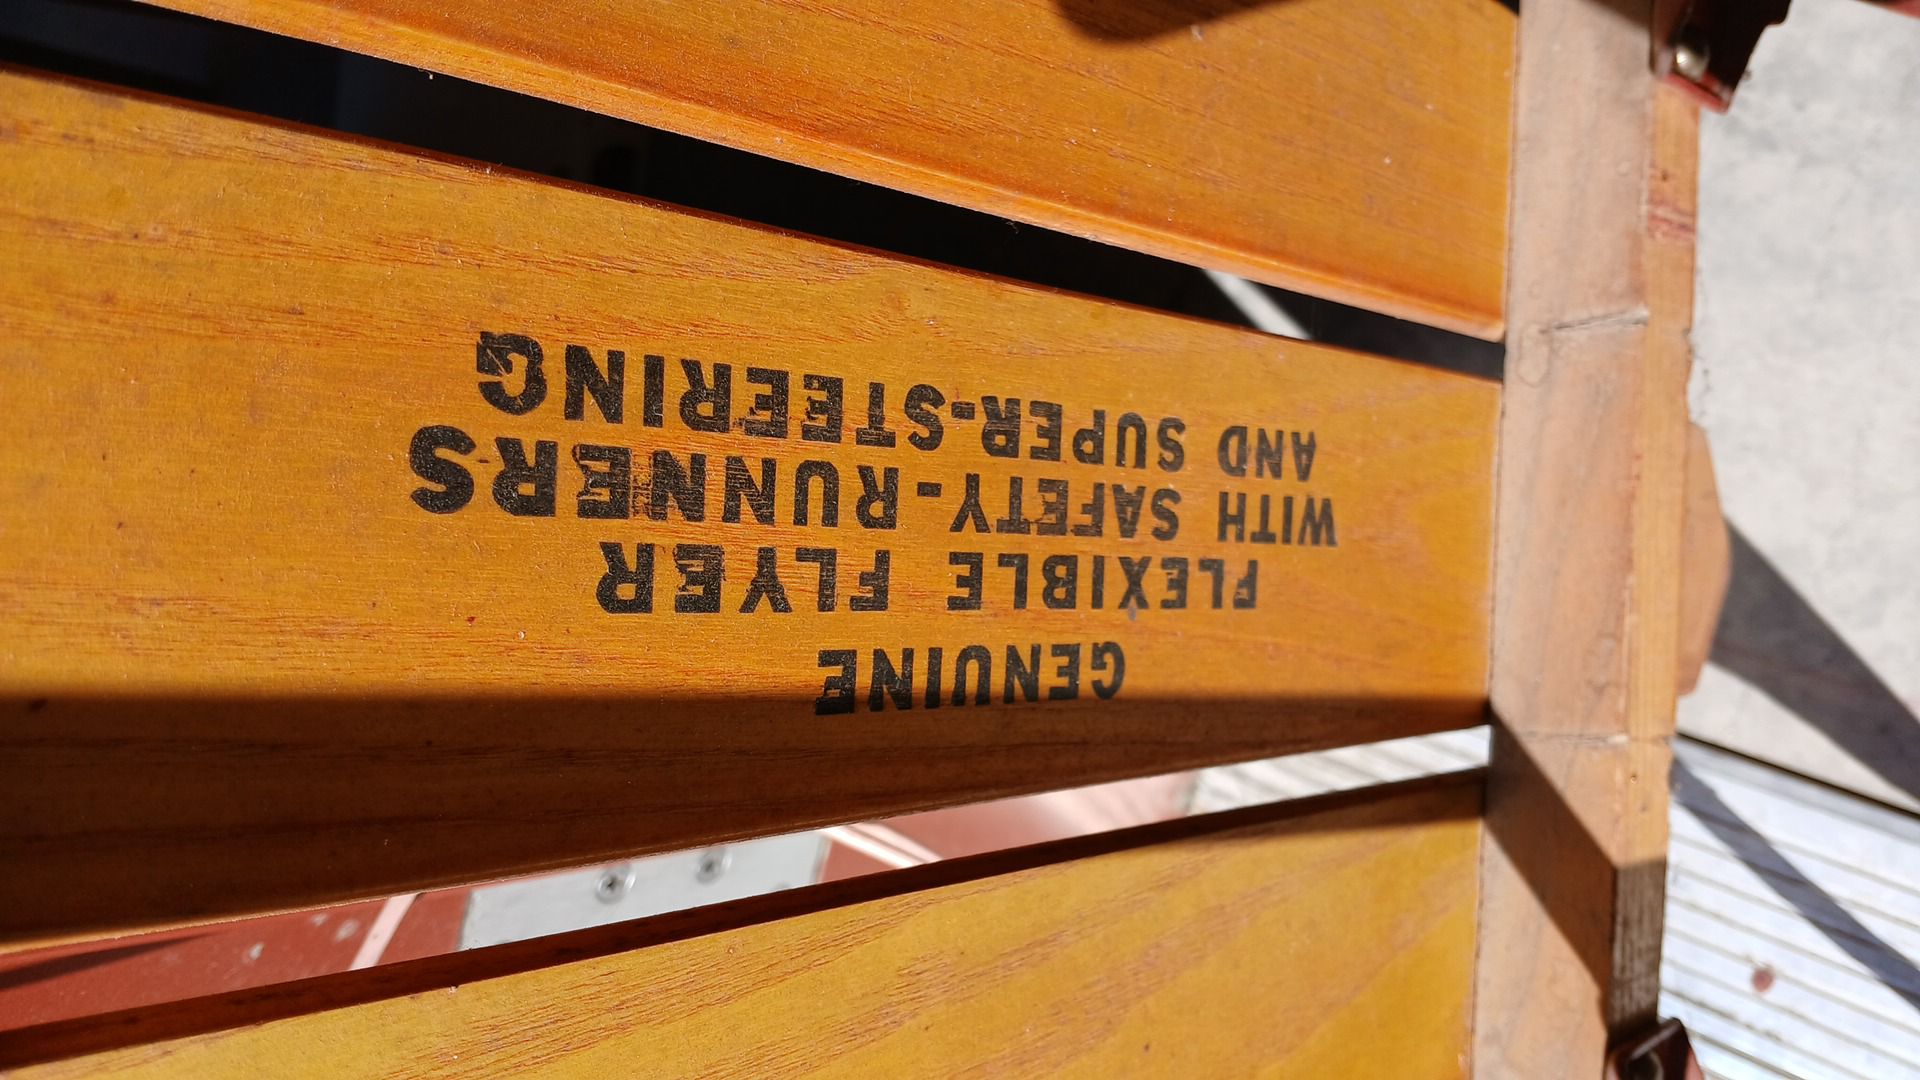 GENUINE
FLEXIBLE FLYER
WITH SAFETY-RUNNERS
AND SUPER-STEERING